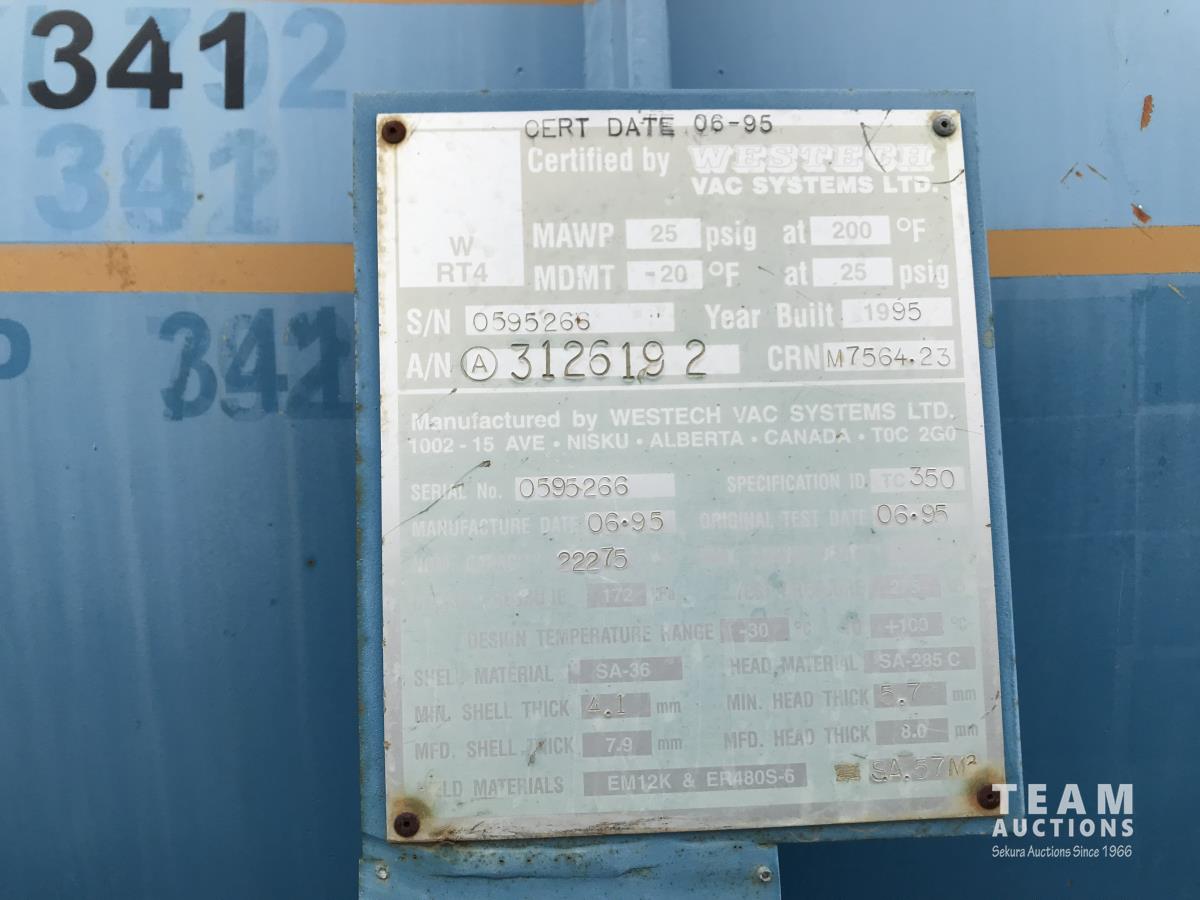 341
341
342
CERT DATE 06-95
Certified by WESTECH
VAC SYSTEMS LTD.
W
RT4
MAWP 25 psig at 200 °F
MDMT -20 °F at 25 psig
S/N 0595266 Year Built 1995
A/N Ⓐ 3126192 CRN M7564.23
Manufactured by WESTECH VAC SYSTEMS LTD.
1002 - 15 AVE • NISKU • ALBERTA • CANADA • T0C 2G0
SERIAL No. 0595266 SPECIFICATION ID. TC 350
MANUFACTURE DATE 06•95 ORIGINAL TEST DATE 06•95
22275
172
DESIGN TEMPERATURE RANGE -30 °C +100 °C
SHELL MATERIAL SA-36 HEAD MATERIAL SA-285 C
MIN. SHELL THICK 4.1 mm MIN. HEAD THICK 5.7 mm
MFD. SHELL THICK 7.9 mm MFD. HEAD THICK 8.0 mm
WELD MATERIALS EM12K & ER480S-6 SA.57M²
TEAM
AUCTIONS
Sekura Auctions Since 1966